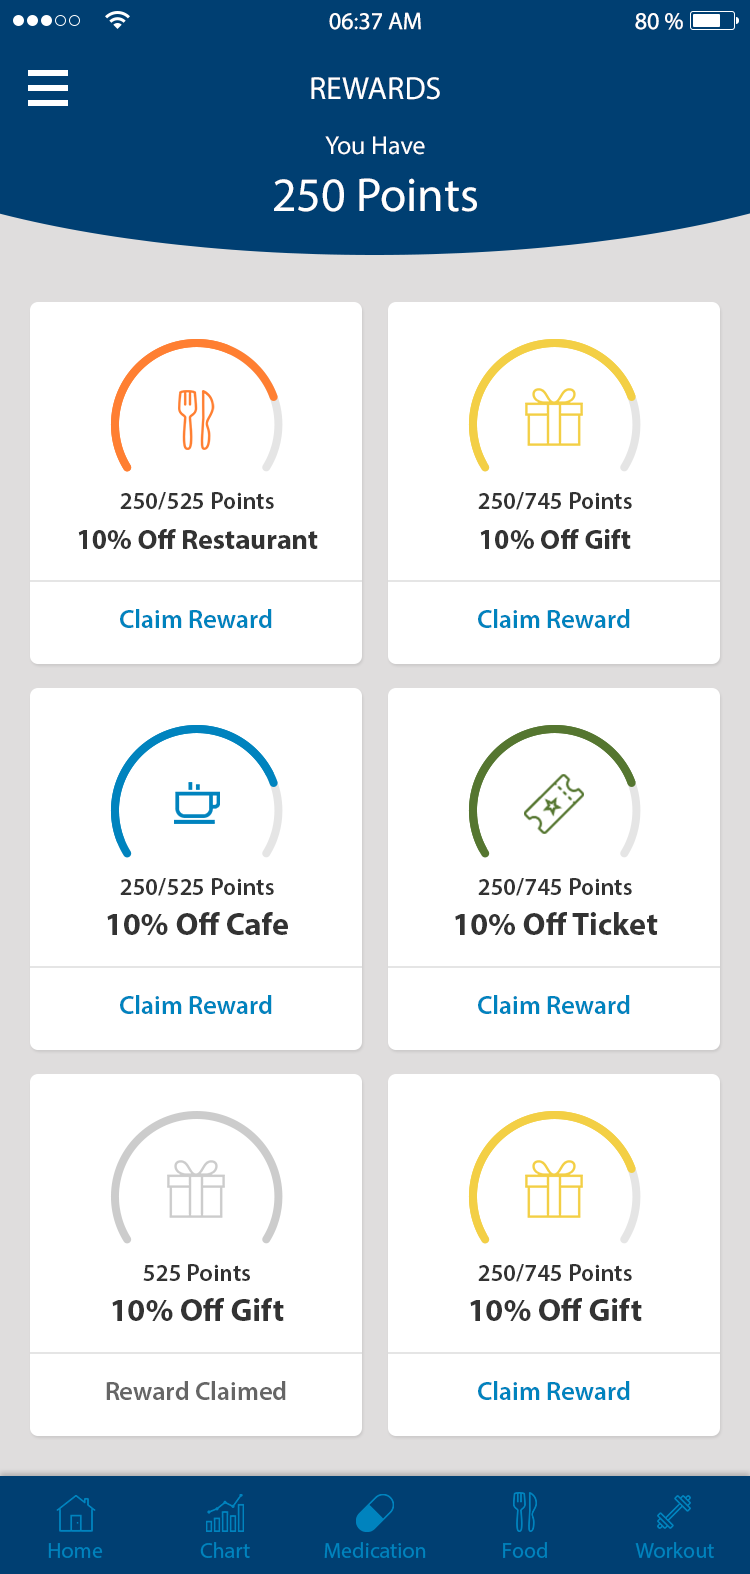 06:37 AM
80 %
REWARDS
You Have
250 Points
250/525 Points
10% Off Restaurant
Claim Reward
250/745 Points
10% Off Gift
Claim Reward
250/525 Points
10% Off Cafe
Claim Reward
250/745 Points
10% Off Ticket
Claim Reward
525 Points
10% Off Gift
Reward Claimed
250/745 Points
10% Off Gift
Claim Reward
Home
Chart
Medication
Food
Workout